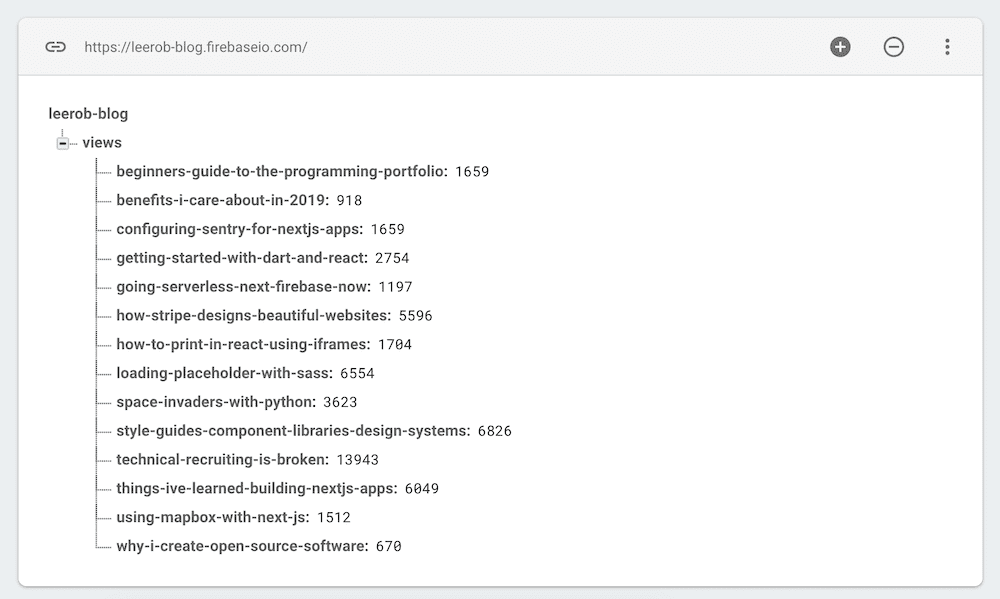 https://leerob-blog.firebaseio.com/
leerob-blog
views
beginners-guide-to-the-programming-portfolio: 1659
benefits-i-care-about-in-2019: 918
configuring-sentry-for-nextjs-apps: 1659
getting-started-with-dart-and-react: 2754
going-serverless-next-firebase-now: 1197
how-stripe-designs-beautiful-websites: 5596
how-to-print-in-react-using-iframes: 1704
loading-placeholder-with-sass: 6554
space-invaders-with-python: 3623
style-guides-component-libraries-design-systems: 6826
technical-recruiting-is-broken: 13943
things-ive-learned-building-nextjs-apps: 6049
using-mapbox-with-next-js: 1512
why-i-create-open-source-software: 670